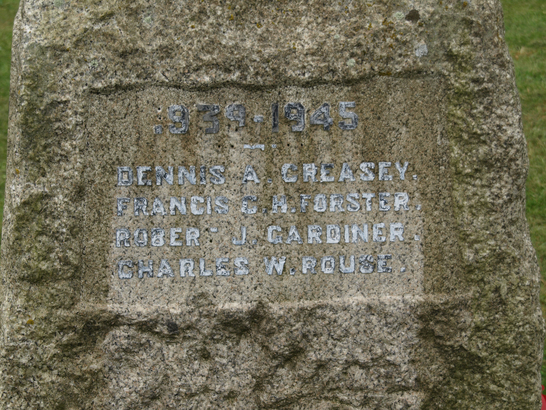 1939-1945
DENNIS A. CREASEY.
FRANCIS G.H. FORSTER.
ROBERT J. GARDINER.
CHARLES W. ROUSE.